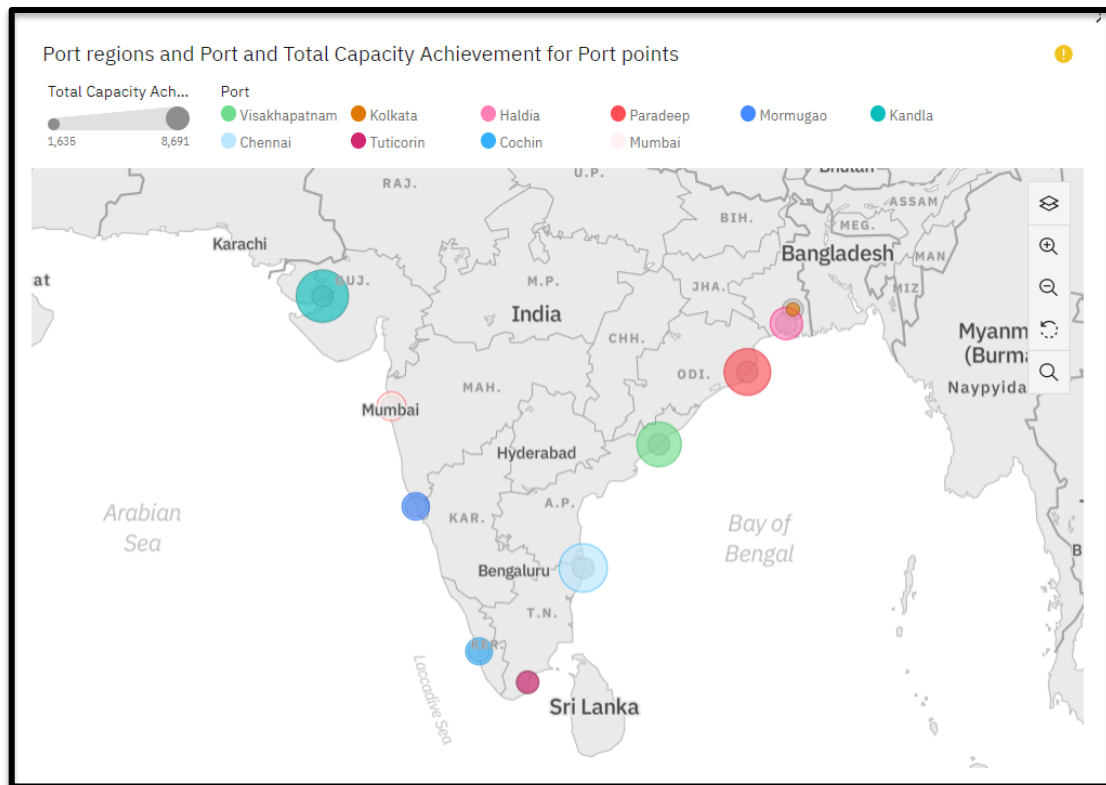 Port regions and Port and Total Capacity Achievement for Port points
Total Capacity Ach... Port
Visakhapatnam Kolkata Haldia Paradeep Mormugao Kandla
1,635 8,691 Chennai Tuticorin Cochin Mumbai
RAJ.
U.P.
ASSAM
BIH.
MEG.
Karachi
Bangladesh
MAN
at
GUJ.
M.P.
JHA.
MIZ
India
CHH.
Myanm
(Burma
ODI.
MAH.
Naypyida
Mumbai
Hyderabad
A.P.
Arabian
Sea
KAR.
Bay of
Bengal
Bengaluru
T.N.
KER.
Laccadive Sea
Sri Lanka